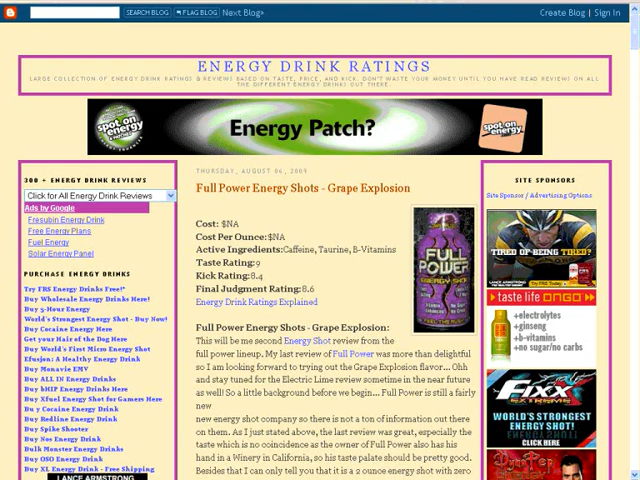 SEARCH BLOG
FLAG BLOG
Next Blog»
Create Blog | Sign In
ENERGY DRINK RATINGS
LARGE COLLECTION OF ENERGY DRINK RATINGS & REVIEWS BASED ON TASTE, PRICE, AND KICK. DON'T WASTE YOUR MONEY UNTIL YOU HAVE READ REVIEWS ON ALL
THE DIFFERENT ENERGY DRINKS OUT THERE.
spot on energy
Energy Patch?
spot on energy
300 + ENERGY DRINK REVIEWS
Click for All Energy Drink Reviews
Ads by Google
Fresubin Energy Drink
Free Energy Plans
Fuel Energy
Solar Energy Panel
PURCHASE ENERGY DRINKS
Try FRS Energy Drinks Free!*
Buy Wholesale Energy Drinks Here!
Buy 5-Hour Energy
World's Strongest Energy Shot - Buy Now!
Buy Cocaine Energy Here
Get your Hair of the Dog Here
Buy World's First Micro Energy Shot
Efusjon: A Healthy Energy Drink
Buy Monavie EMV
Buy ALL IN Energy Drinks
Buy bHIP Energy Drinks Here
Buy Xfuel Energy Shot for Gamers Here
Bu y Cocaine Energy Drink
Buy Redline Energy Drink
Buy Spike Shooter
Buy Nos Energy Drink
Bulk Monster Energy Drinks
Buy OSO Energy Drink
Buy XL Energy Drink - Free Shipping
LANCE ARMSTRONG
THURSDAY, AUGUST 06, 2009
Full Power Energy Shots - Grape Explosion
Cost: $NA
Cost Per Ounce:$NA
Active Ingredients:Caffeine, Taurine, B-Vitamins
Taste Rating:9
Kick Rating:8.4
Final Judgment Rating:8.6
Energy Drink Ratings Explained
FULL POWER
ENERGY SHOT
Full Power Energy Shots - Grape Explosion:
This will be me second Energy Shot review from the
full power lineup. My last review of Full Power was more than delightful
so I am looking forward to trying out the Grape Explosion flavor... Ohh
and stay tuned for the Electric Lime review sometime in the near future
as well! So a little background before we begin... Full Power is still a fairly
new
new energy shot company so there is not a ton of information out there
on them. As I just stated above, the last review was great, especially the
taste which is no coincidence as the owner of Full Power also has his
hand in a Winery in California, so his taste palate should be pretty good.
Besides that I can only tell you that it is a 2 ounce energy shot with zero
SITE SPONSORS
Site Sponsor / Advertising Options
TIRED OF BEING TIRED?
LANCE ARMSTRONG
Try FRS Today
taste life ONGO
+electrolytes
+ginseng
+b-vitamins
+no sugar/no carbs
FIXX
EXTREME
WORLD'S STRONGEST
ENERGY SHOT!
CLICK HERE